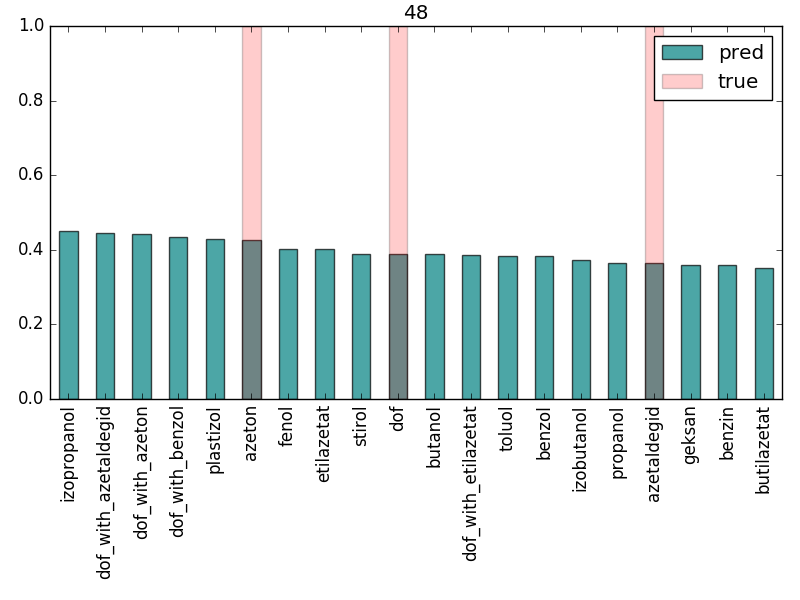 48
1.0
0.8
0.6
0.4
0.2
0.0
pred
true
izopropanol
dof_with_azetaldegid
dof_with_azeton
dof_with_benzol
plastizol
azeton
fenol
etilazetat
stirol
dof
butanol
dof_with_etilazetat
toluol
benzol
izobutanol
propanol
azetaldegid
geksan
benzin
butilazetat